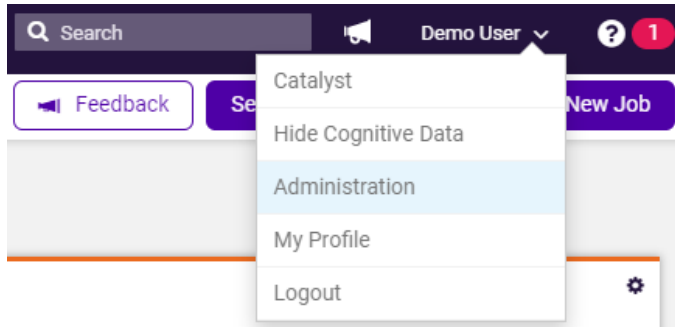 Search
Demo User
? 1
Feedback
Se
New Job
Catalyst
Hide Cognitive Data
Administration
My Profile
Logout